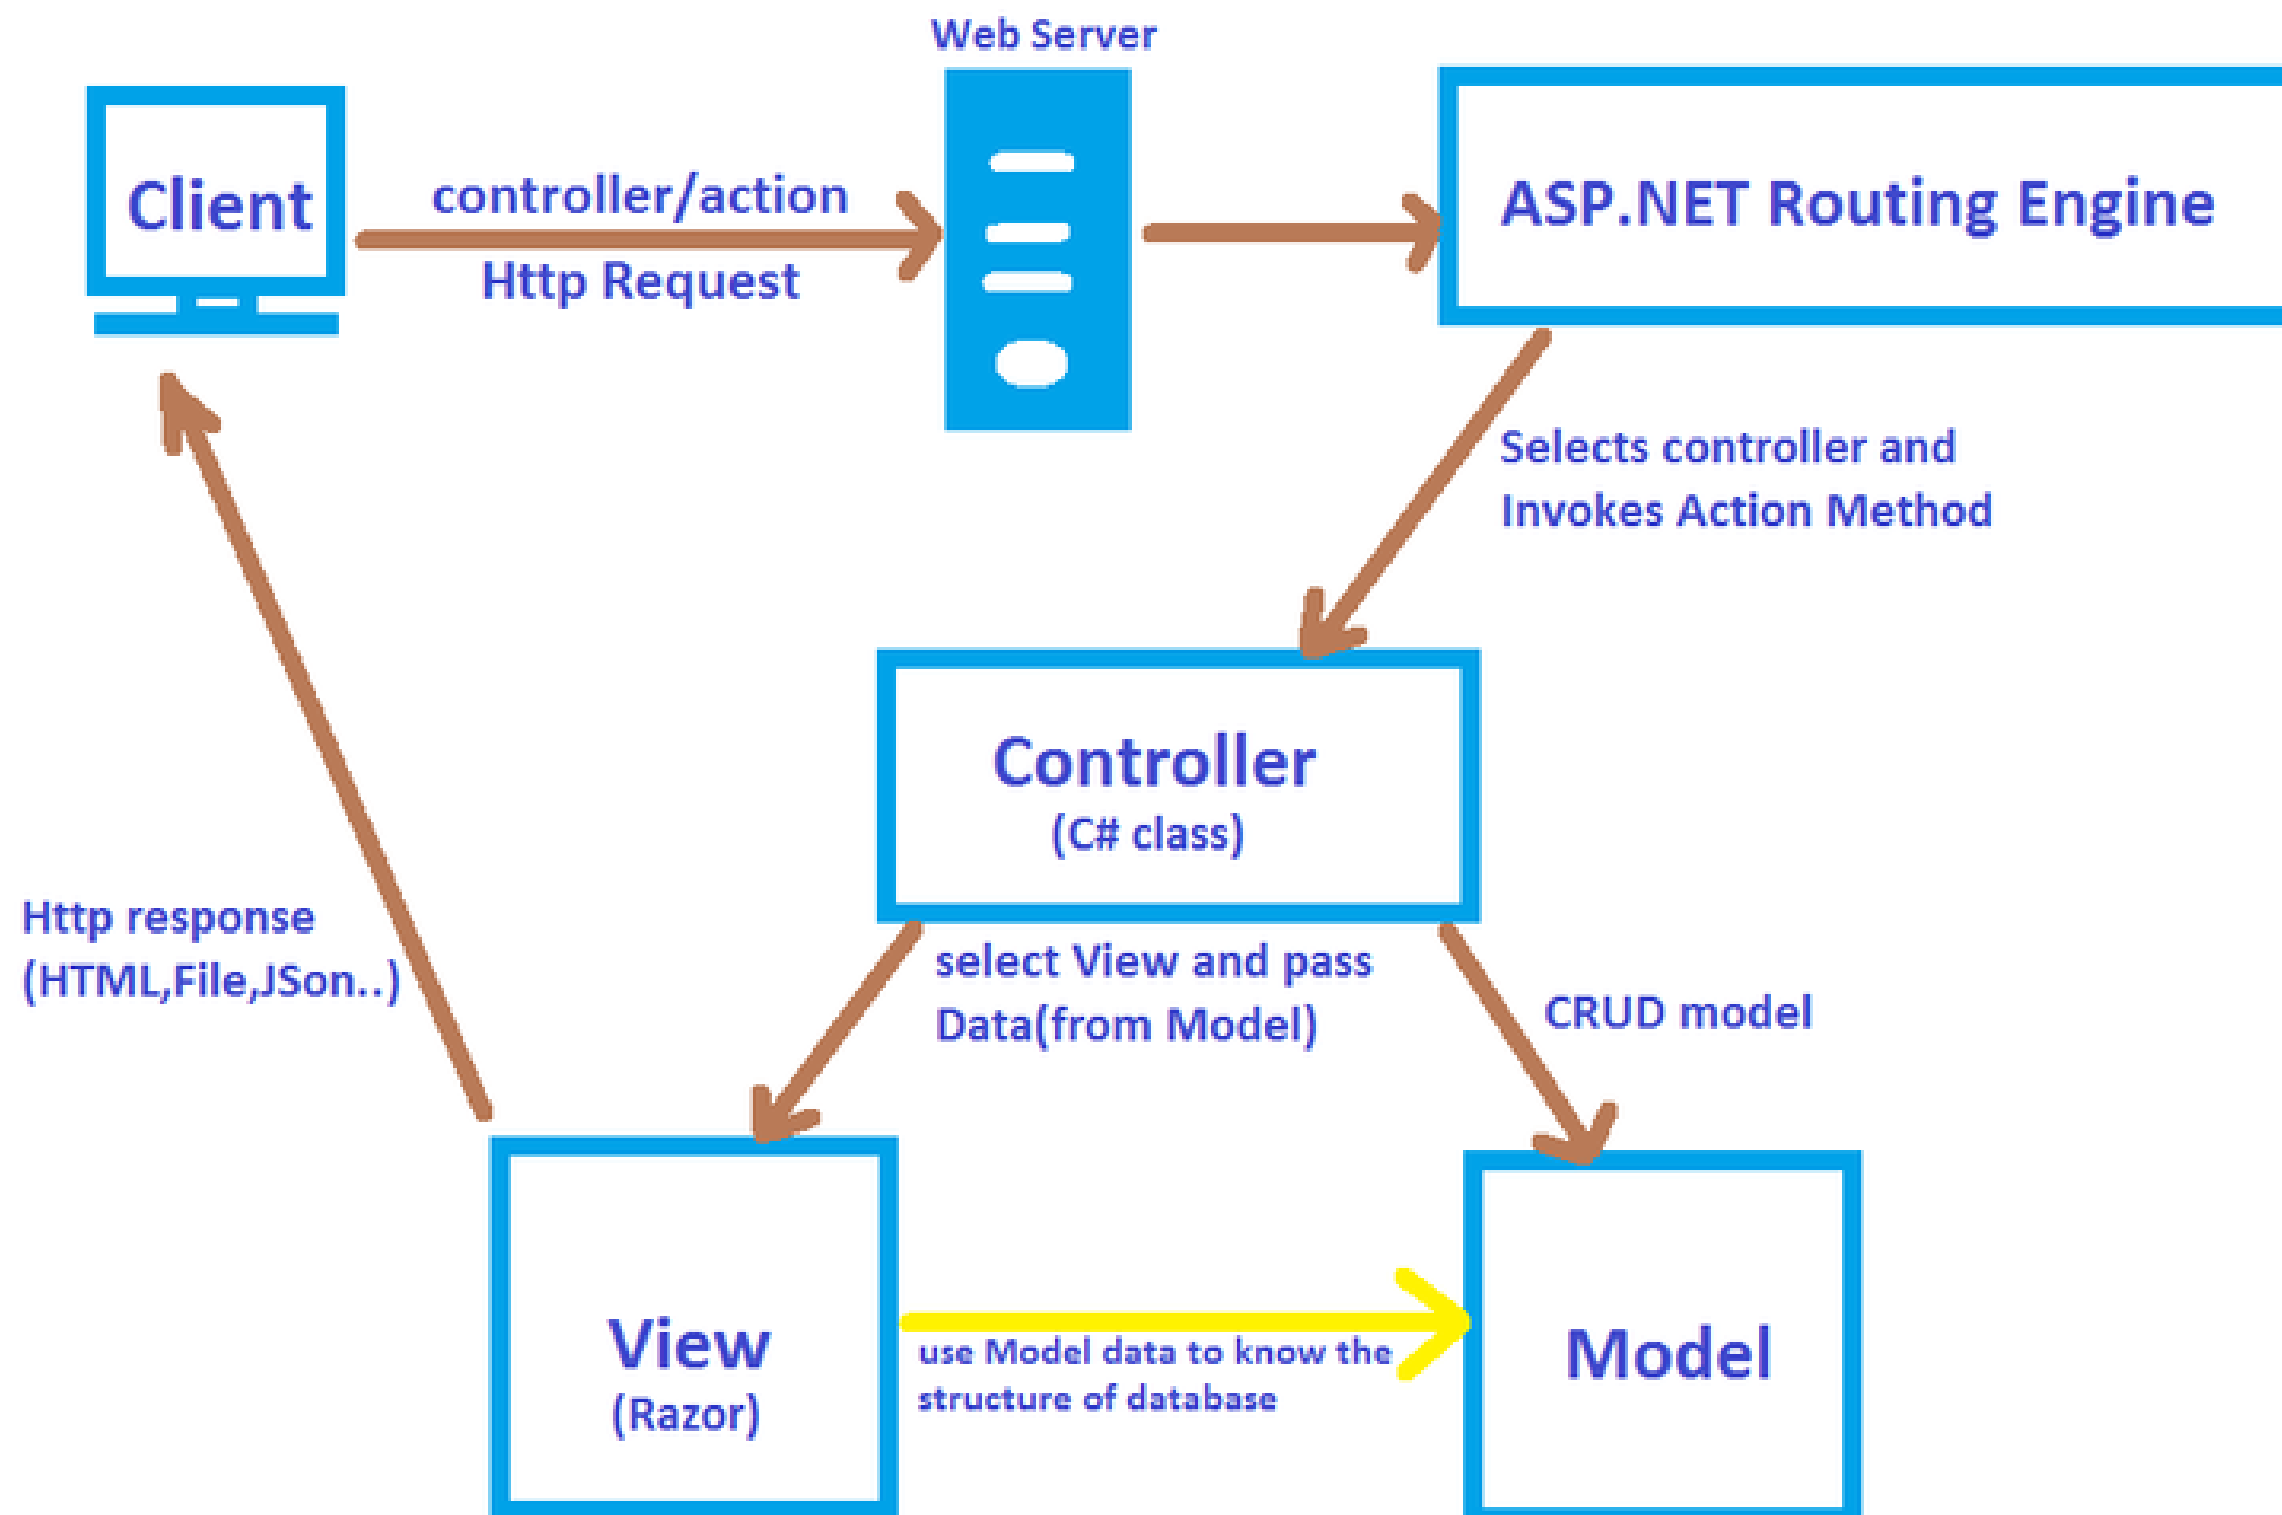 Web Server
Client
controller/action
Http Request
ASP.NET Routing Engine
Selects controller and
Invokes Action Method
Controller
(C# class)
Http response
(HTML,File,JSon..)
select View and pass
Data(from Model)
CRUD model
View
(Razor)
use Model data to know the
structure of database
Model